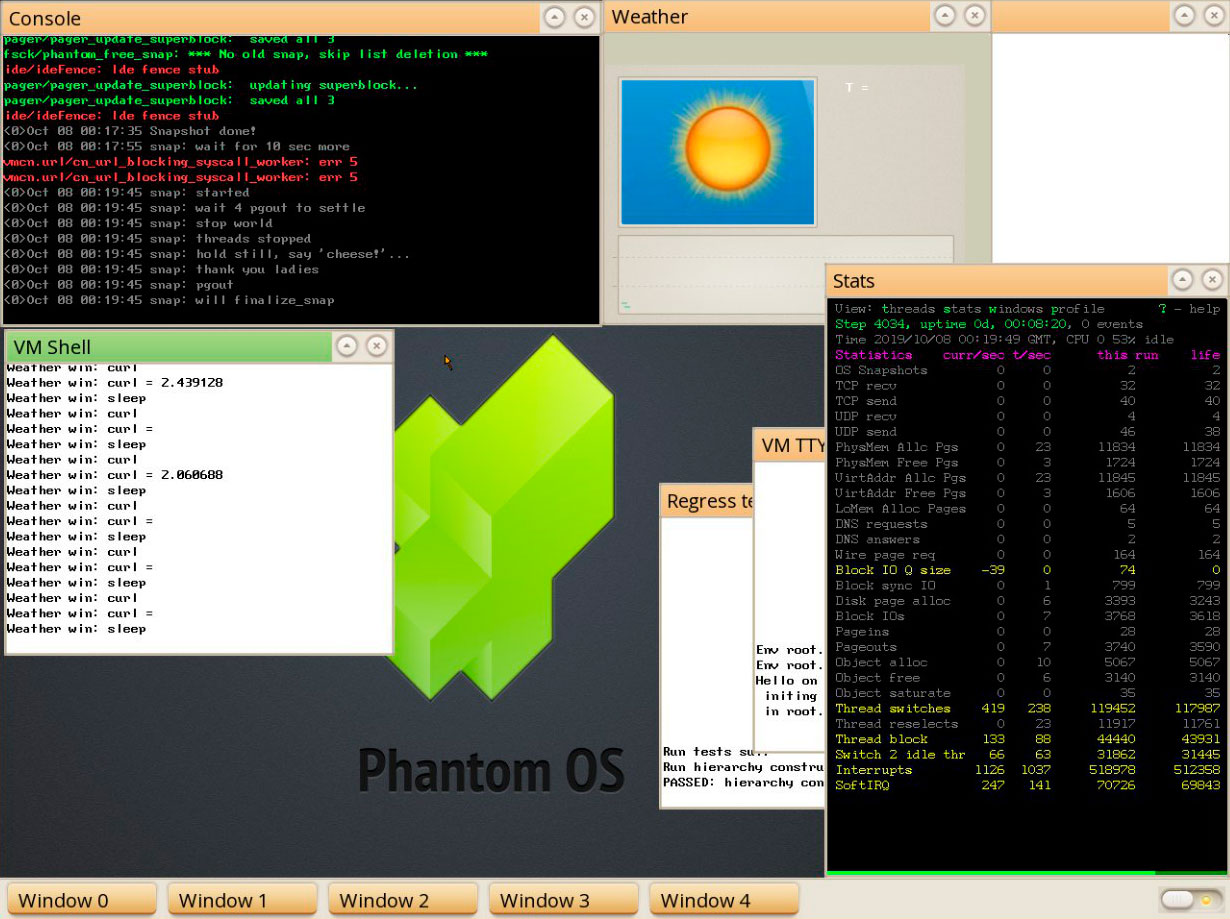 Console
pager/pager_update_superblock:  saved all 3
fsck/phantom_free_snap: *** No old snap, skip list deletion ***
ide/ideFence: Ide fence stub
pager/pager_update_superblock:  updating superblock...
pager/pager_update_superblock:  saved all 3
ide/ideFence: Ide fence stub
<0>Oct 08 00:17:35 Snapshot done!
<0>Oct 08 00:17:55 snap: wait for 10 sec more
vmcn.url/cn_url_blocking_syscall_worker: err 5
vmcn.url/cn_url_blocking_syscall_worker: err 5
<0>Oct 08 00:19:45 snap: started
<0>Oct 08 00:19:45 snap: wait 4 pgout to settle
<0>Oct 08 00:19:45 snap: stop world
<0>Oct 08 00:19:45 snap: threads stopped
<0>Oct 08 00:19:45 snap: hold still, say 'cheese!'...
<0>Oct 08 00:19:45 snap: thank you ladies
<0>Oct 08 00:19:45 snap: pgout
<0>Oct 08 00:19:45 snap: will finalize_snap
Weather
T =
VM Shell
Weather win: curl
Weather win: curl = 2.439128
Weather win: sleep
Weather win: curl
Weather win: curl =
Weather win: sleep
Weather win: curl
Weather win: curl = 2.060688
Weather win: sleep
Weather win: curl
Weather win: curl =
Weather win: sleep
Weather win: curl
Weather win: curl =
Weather win: sleep
Weather win: curl
Weather win: curl =
Weather win: sleep
Phantom OS
Regress te
Run tests su..
Run hierarchy constru
PASSED: hierarchy con
VM TTY
Env root.
Env root.
Hello on
initing
in root.
Stats
View: threads stats windows profile ? - help
Step 4034, uptime 0d, 00:08:20, 0 events
Time 2019/10/08 00:19:49 GMT, CPU 0 53% idle
Statistics curr/sec t/sec this run life
OS Snapshots 0 0 2 2
TCP recv 0 0 32 32
TCP send 0 0 40 40
UDP recv 0 0 4 4
UDP send 0 0 46 38
PhysMem Allc Pgs 0 23 11834 11834
PhysMem Free Pgs 0 3 1724 1724
VirtAddr Allc Pgs 0 23 11845 11845
VirtAddr Free Pgs 0 3 1606 1606
LoMem Alloc Pages 0 0 64 64
DNS requests 0 0 5 5
DNS answers 0 0 2 2
Wire page req 0 0 164 164
Block IO Q size -39 0 74 0
Block sync IO 0 1 799 799
Disk page alloc 0 6 3393 3243
Block IOs 0 7 3768 3618
Pageins 0 0 28 28
Pageouts 0 7 3740 3590
Object alloc 0 10 5067 5067
Object free 0 6 3140 3140
Object saturate 0 0 35 35
Thread switches 419 238 119452 117987
Thread reselects 0 23 11917 11761
Thread block 133 88 44440 43931
Switch 2 idle thr 66 63 31862 31445
Interrupts 1126 1037 518978 512358
SoftIRQ 247 141 70726 69843
Window 0
Window 1
Window 2
Window 3
Window 4